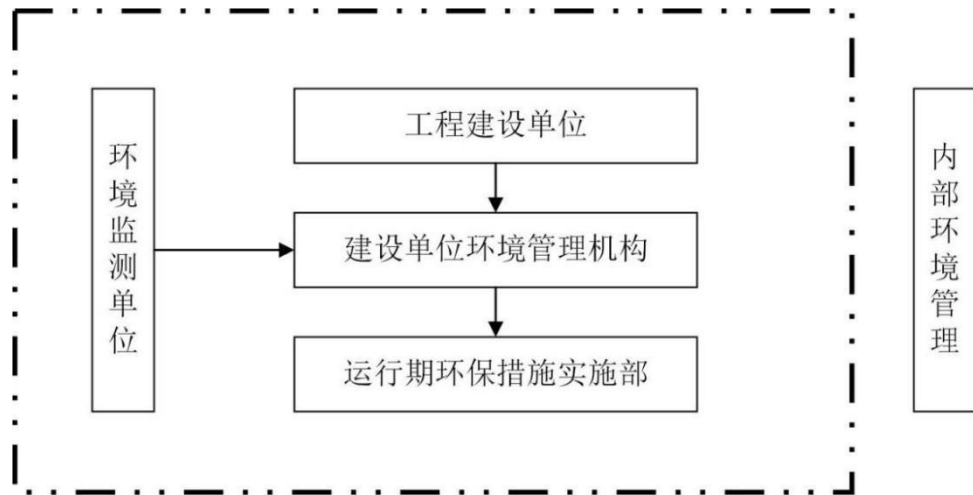 工程建设单位
环境监测单位
建设单位环境管理机构
运行期环保措施实施部
内部环境管理